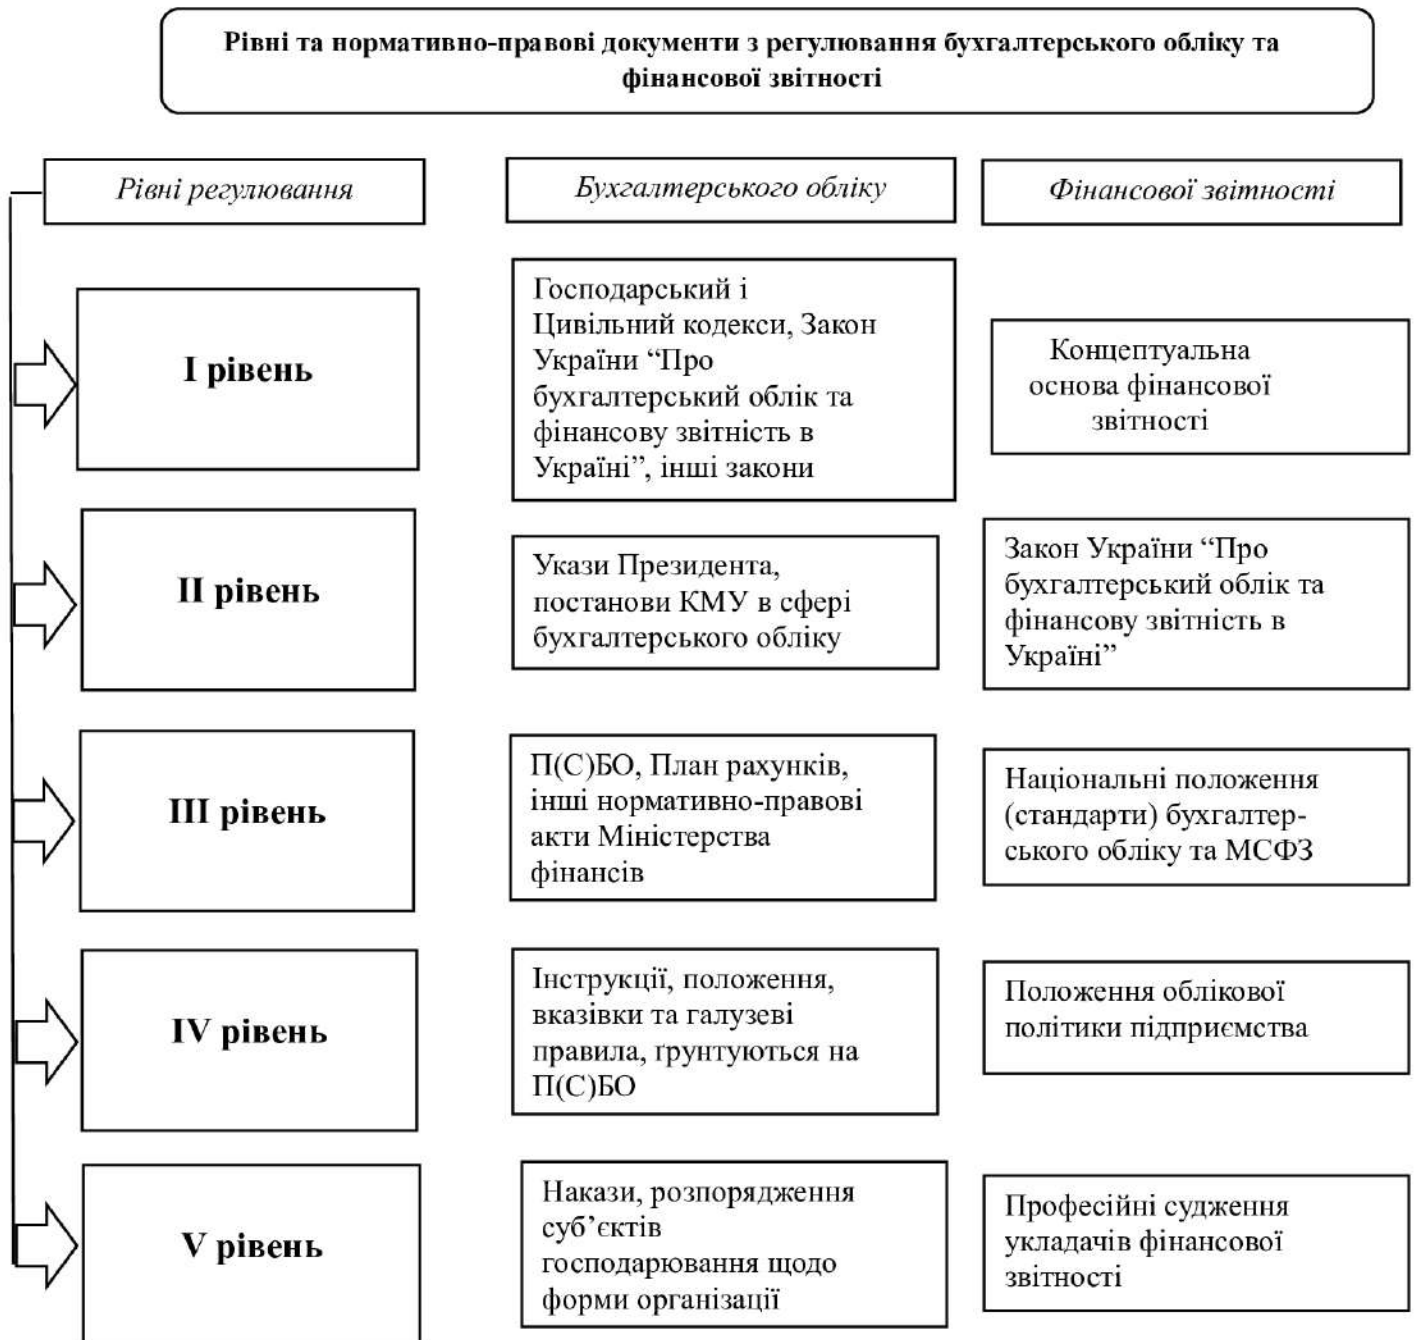 Рівні та нормативно-правові документи з регулювання бухгалтерського обліку та
фінансової звітності
Рівні регулювання
Бухгалтерського обліку
Фінансової звітності
І рівень
Господарський і
Цивільний кодекси, Закон
України “Про
бухгалтерський облік та
фінансову звітність в
Україні”, інші закони
Концептуальна
основа фінансової
звітності
ІІ рівень
Укази Президента,
постанови КМУ в сфері
бухгалтерського обліку
Закон України “Про
бухгалтерський облік та
фінансову звітність в
Україні”
ІІІ рівень
П(С)БО, План рахунків,
інші нормативно-правові
акти Міністерства
фінансів
Національні положення
(стандарти) бухгалтер-
ського обліку та МСФЗ
IV рівень
Інструкції, положення,
вказівки та галузеві
правила, ґрунтуються на
П(С)БО
Положення облікової
політики підприємства
V рівень
Накази, розпорядження
суб’єктів
господарювання щодо
форми організації
Професійні судження
укладачів фінансової
звітності